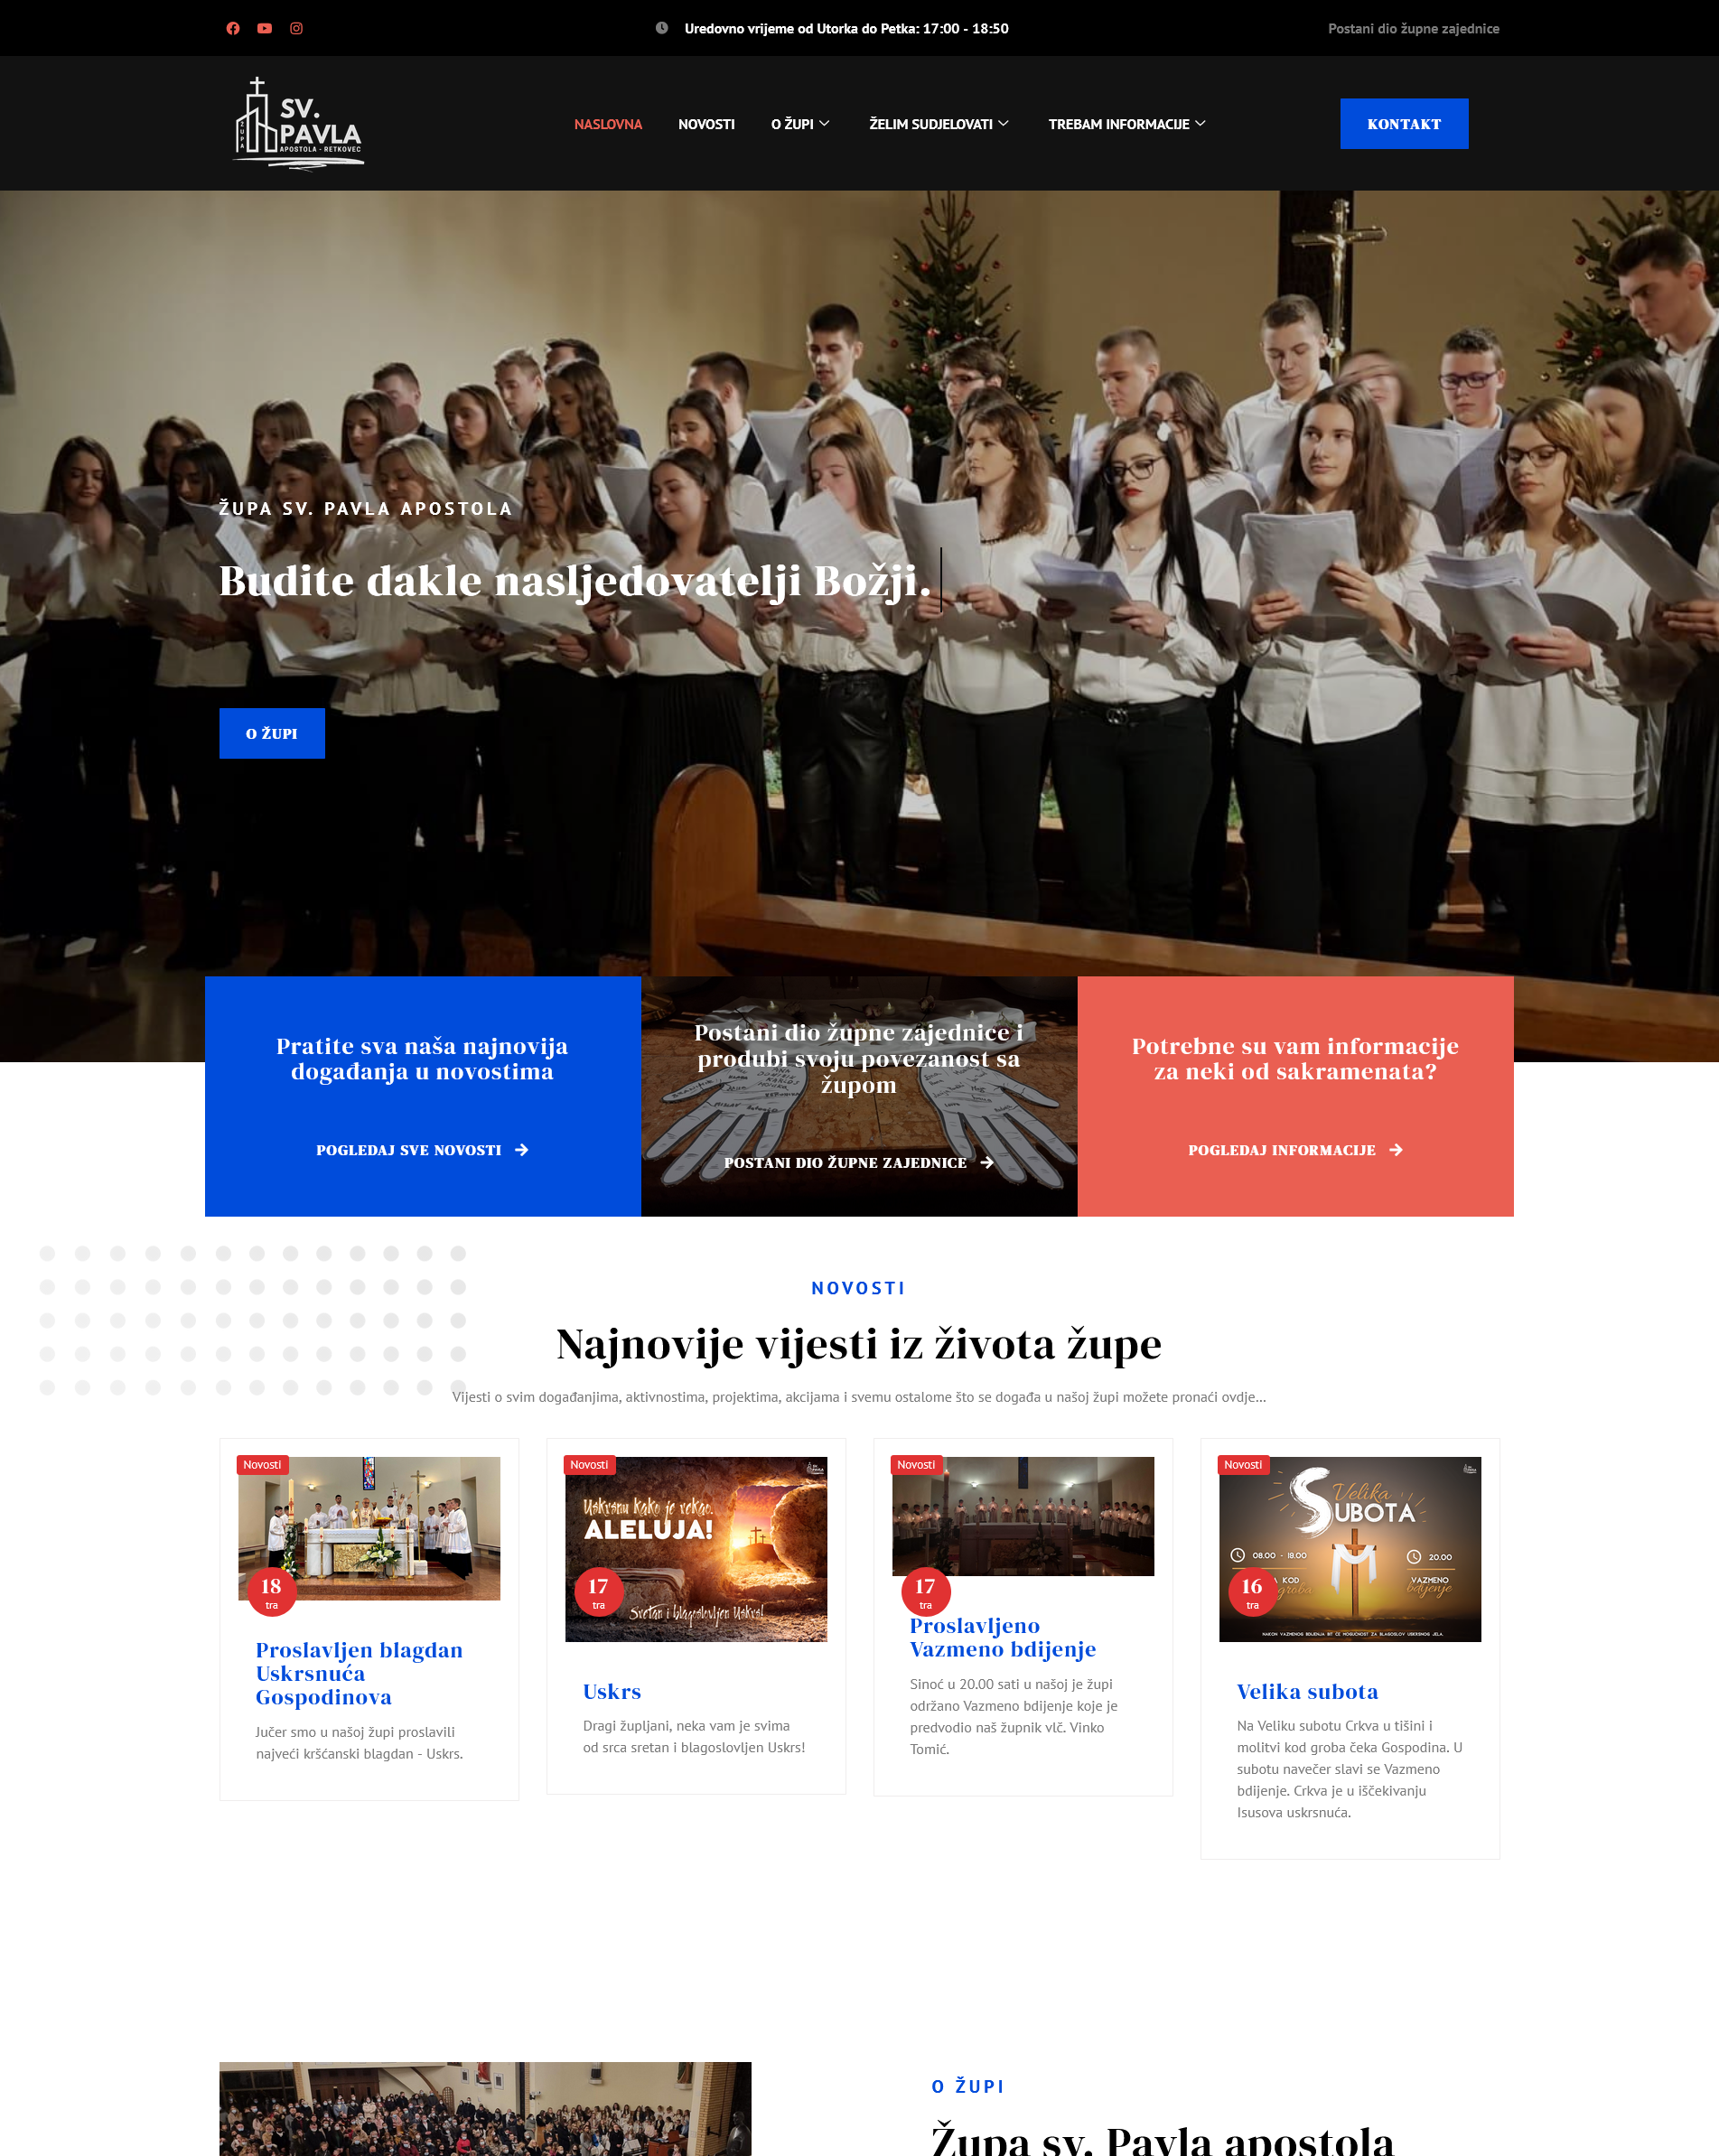 Uredovno vrijeme od Utorka do Petka: 17:00 - 18:50
Postani dio župne zajednice
ŽUPA
SV.
PAVLA
APOSTOLA - RETKOVEC
NASLOVNA
NOVOSTI
O ŽUPI
ŽELIM SUDJELOVATI
TREBAM INFORMACIJE
KONTAKT
ŽUPA SV. PAVLA APOSTOLA
Budite dakle nasljedovatelji Božji.
O ŽUPI
Pratite sva naša najnovija
događanja u novostima
POGLEDAJ SVE NOVOSTI
Postani dio župne zajednice i
produbi svoju povezanost sa
župom
POSTANI DIO ŽUPNE ZAJEDNICE
Potrebne su vam informacije
za neki od sakramenata?
POGLEDAJ INFORMACIJE
NOVOSTI
Najnovije vijesti iz života župe
Vijesti o svim događanjima, aktivnostima, projektima, akcijama i svemu ostalome što se događa u našoj župi možete pronaći ovdje...
Novosti
18
tra
Proslavljen blagdan
Uskrsnuća
Gospodinova
Jučer smo u našoj župi proslavili
najveći kršćanski blagdan - Uskrs.
Novosti
Uskrsnu kako je rekao.
ALELUJA!
Sretan i blagoslovljen Uskrs!
17
tra
Uskrs
Dragi župljani, neka vam je svima
od srca sretan i blagoslovljen Uskrs!
Novosti
17
tra
Proslavljeno
Vazmeno bdijenje
Sinoć u 20.00 sati u našoj je župi
održano Vazmeno bdijenje koje je
predvodio naš župnik vlč. Vinko
Tomić.
Novosti
Velika
SUBOTA
08.00 - 18.00
KOD
groba
20.00
VAZMENO
bdijenje
NAKON VAZMENOG BDIJENJA BIT ĆE MOGUĆNOST ZA BLAGOSLOV USKRSNOG JELA.
16
tra
Velika subota
Na Veliku subotu Crkva u tišini i
molitvi kod groba čeka Gospodina. U
subotu navečer slavi se Vazmeno
bdijenje. Crkva je u iščekivanju
Isusova uskrsnuća.
O ŽUPI
Župa sv. Pavla apostola